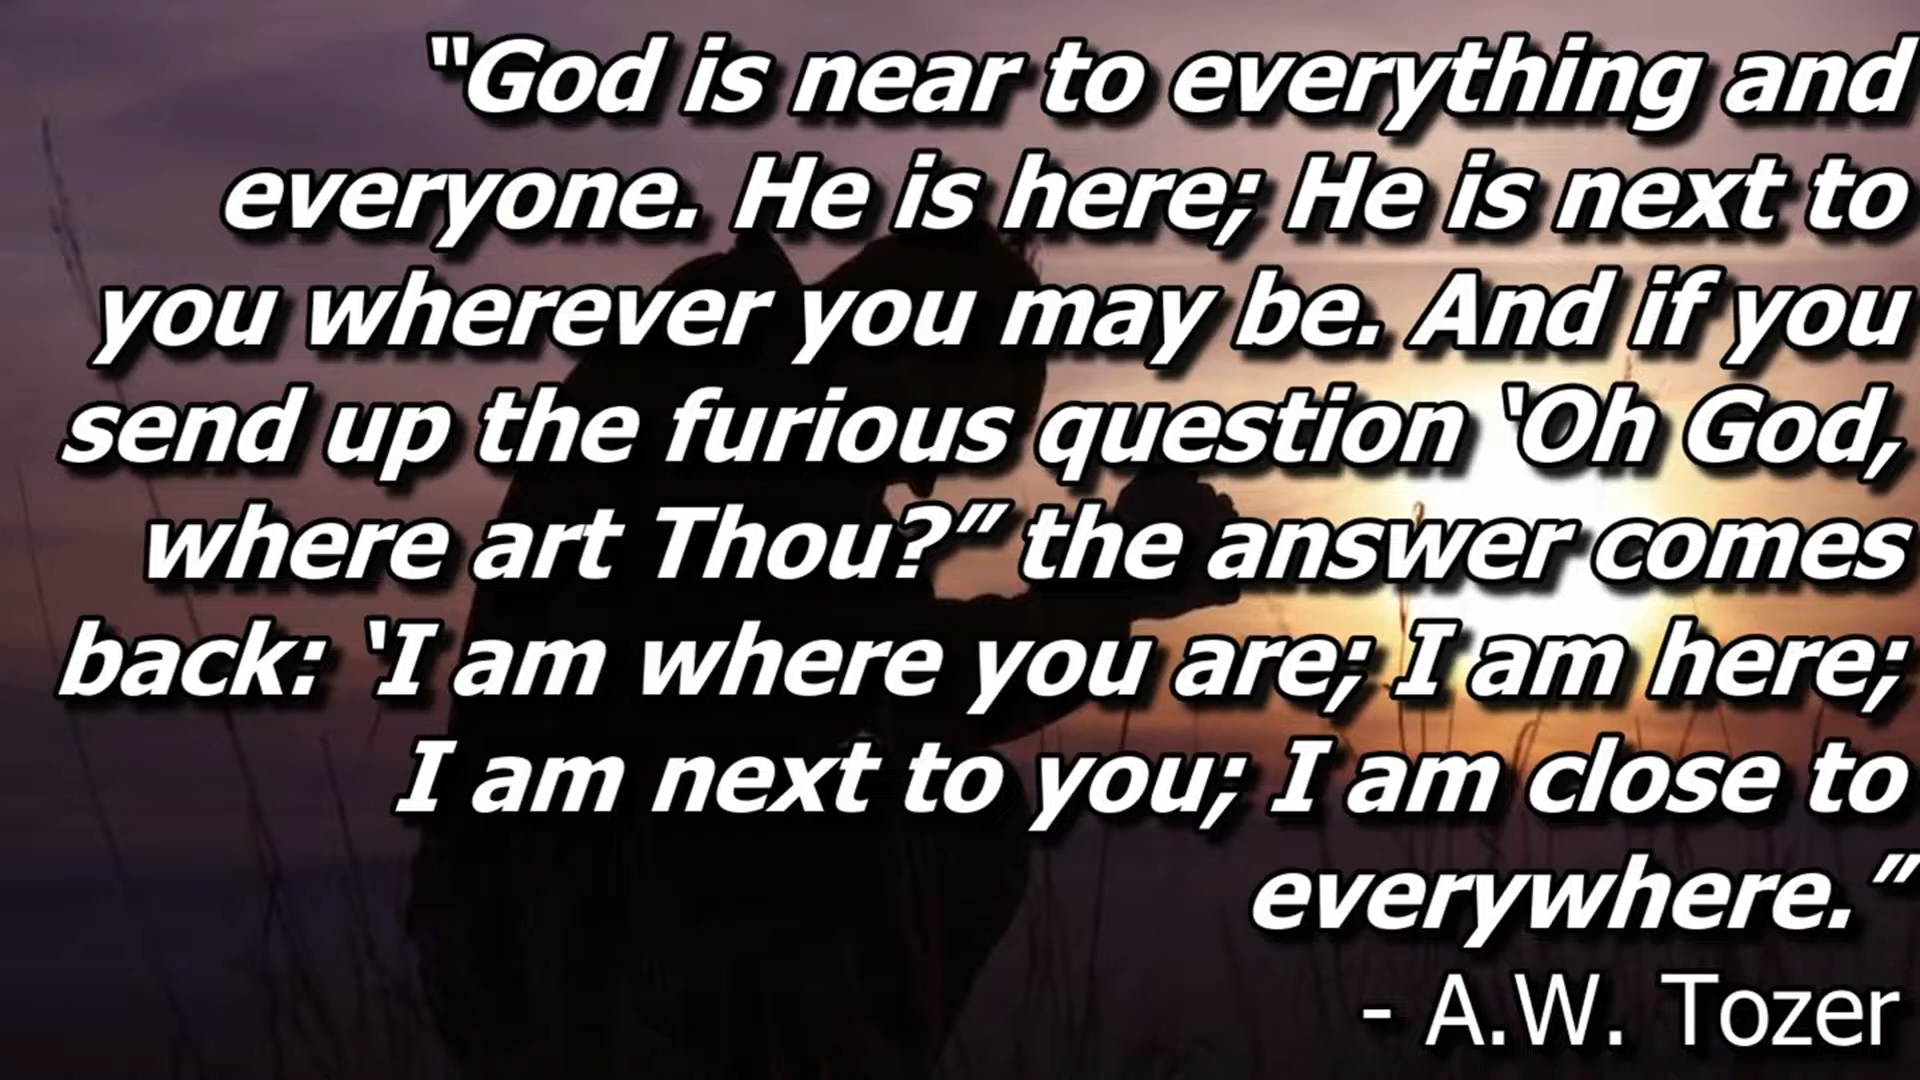 “God is near to everything and
everyone. He is here; He is next to
you wherever you may be. And if you
send up the furious question ‘Oh God,
where art Thou?” the answer comes
back: ‘I am where you are; I am here;
I am next to you; I am close to
everywhere.”
- A.W. Tozer